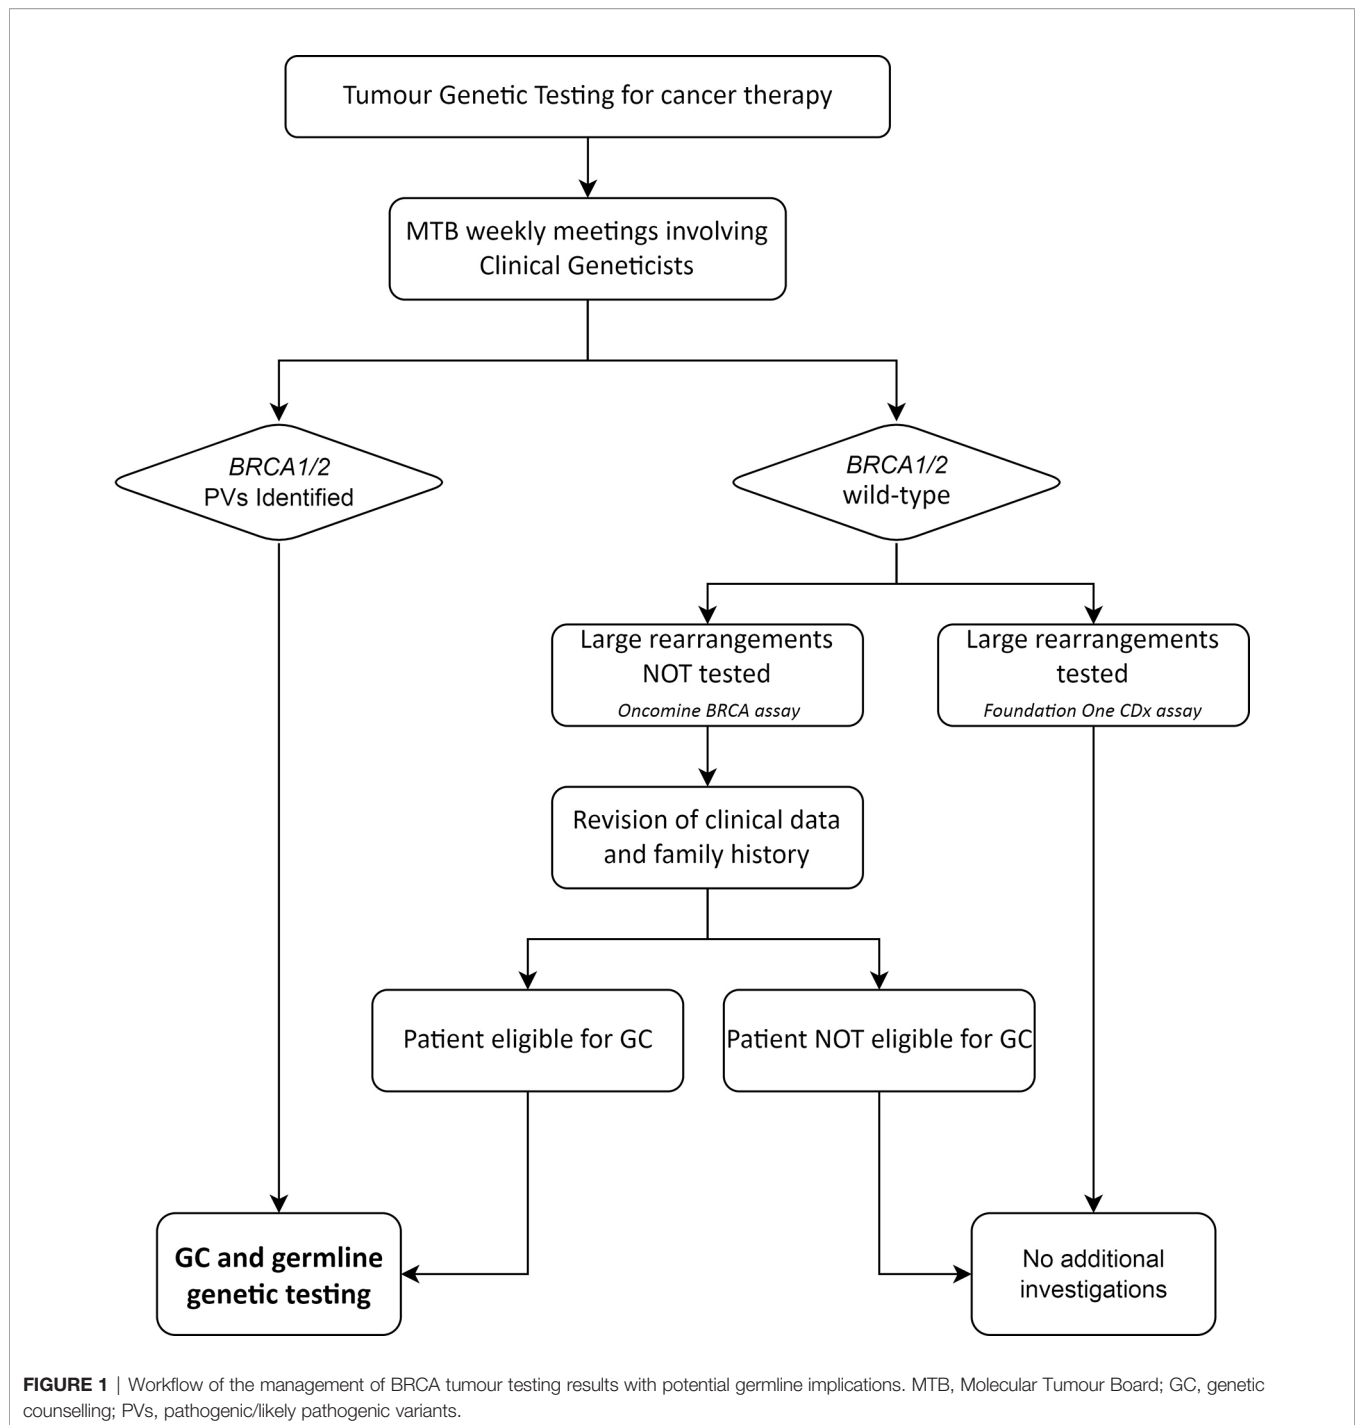 Tumour Genetic Testing for cancer therapy
MTB weekly meetings involving
Clinical Geneticists
BRCA1/2
PVs Identified
BRCA1/2
wild-type
Large rearrangements
NOT tested
Oncomine BRCA assay
Large rearrangements
tested
Foundation One CDx assay
Revision of clinical data
and family history
Patient eligible for GC
Patient NOT eligible for GC
GC and germline
genetic testing
No additional
investigations
FIGURE 1 | Workflow of the management of BRCA tumour testing results with potential germline implications. MTB, Molecular Tumour Board; GC, genetic
counselling; PVs, pathogenic/likely pathogenic variants.